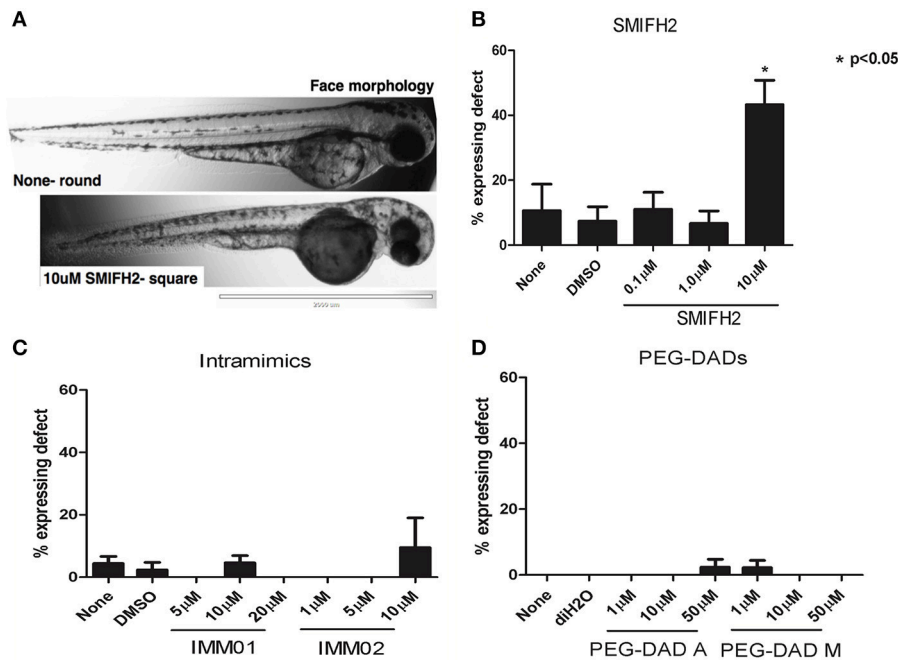 A
Face morphology
None- round
10uM SMIFH2- square
2000 um
B
SMIFH2
* p<0.05
% expressing defect
60
40
20
0
*
None
DMSO
0.1µM
1.0µM
10µM
SMIFH2
C
Intramimics
% expressing defect
60
40
20
0
None
DMSO
5µM
10µM
20µM
1µM
5µM
10µM
IMM01
IMM02
D
PEG-DADs
% expressing defect
60
40
20
0
None
diH2O
1µM
10µM
50µM
1µM
10µM
50µM
PEG-DAD A
PEG-DAD M